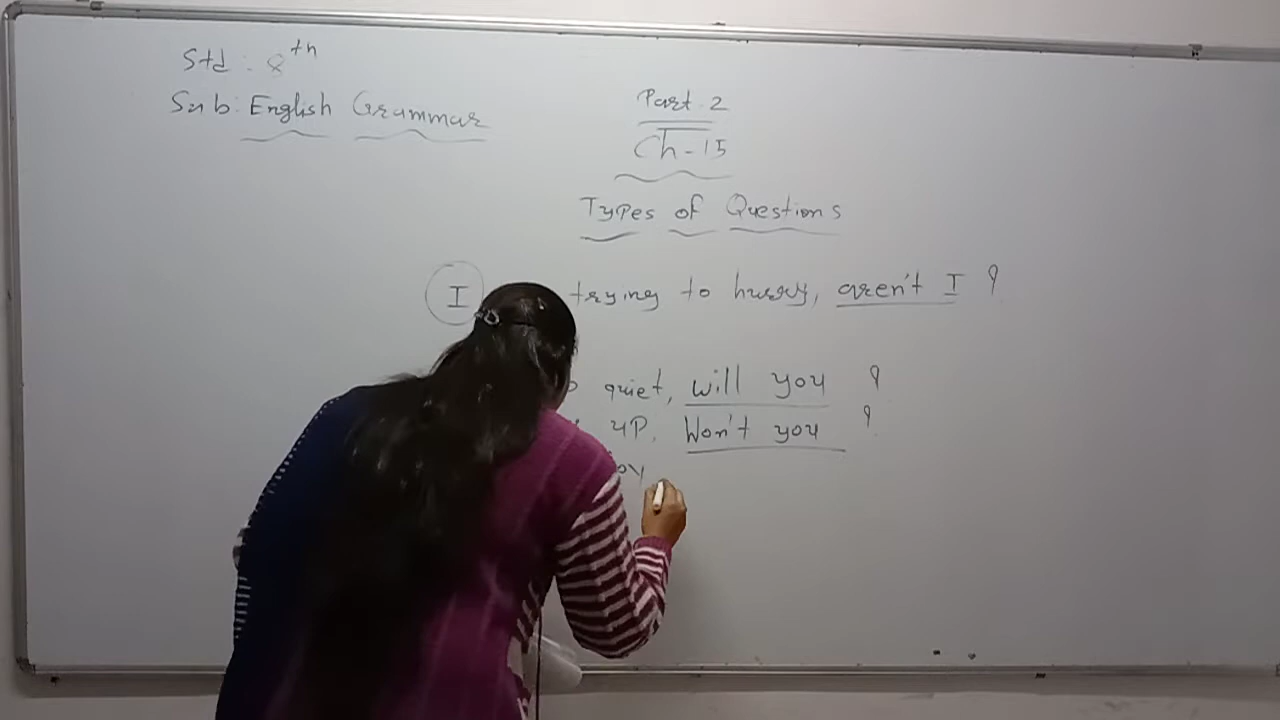 Std : 8th
Sub : English Grammar
Part-2
Ch-15
Types of Questions
I trying to hurry, aren't I ?
quiet, will you ?
up, Won't you ?